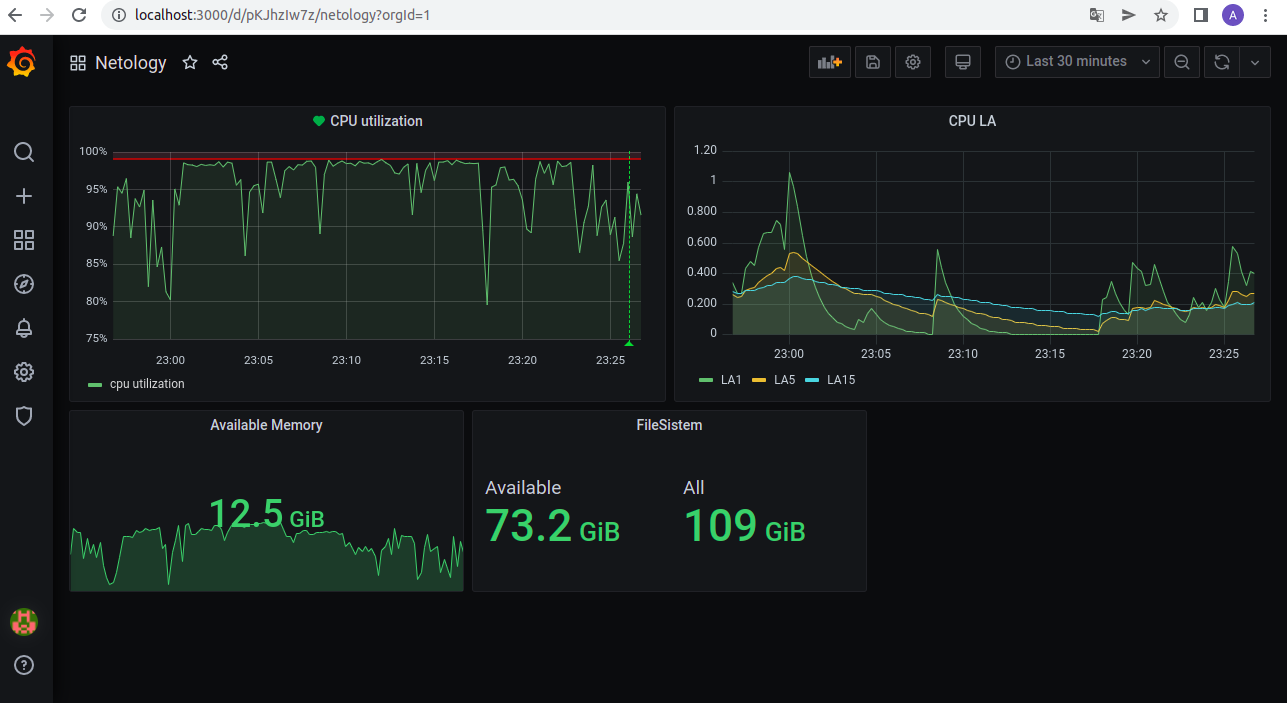 localhost:3000/d/pKJhzIw7z/netology?orgId=1
A
Netology
Last 30 minutes
CPU utilization
100%
95%
90%
85%
80%
75%
23:00 23:05 23:10 23:15 23:20 23:25
cpu utilization
CPU LA
1.20
1
0.800
0.600
0.400
0.200
0
23:00 23:05 23:10 23:15 23:20 23:25
LA1 LA5 LA15
Available Memory
12.5 GiB
FileSistem
Available All
73.2 GiB 109 GiB